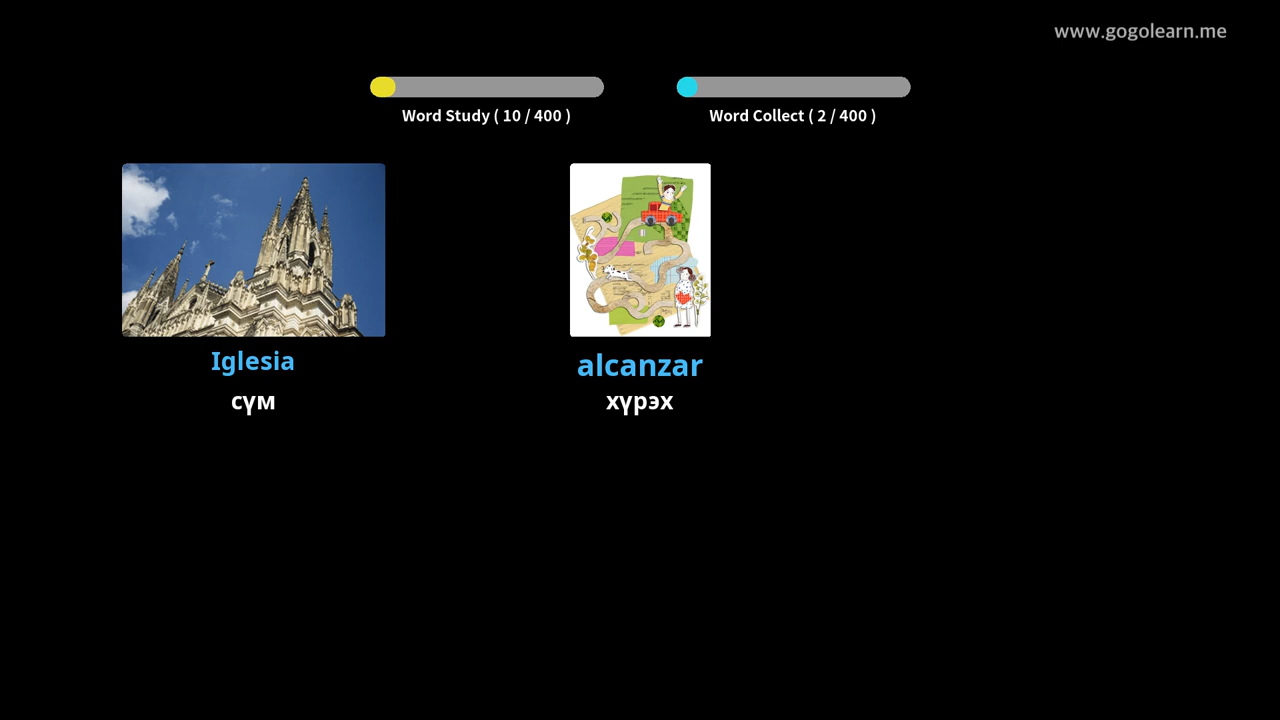 www.gogolearn.me
Word Study ( 10 / 400 )
Word Collect ( 2 / 400 )
Iglesia
сүм
alcanzar
хүрэх